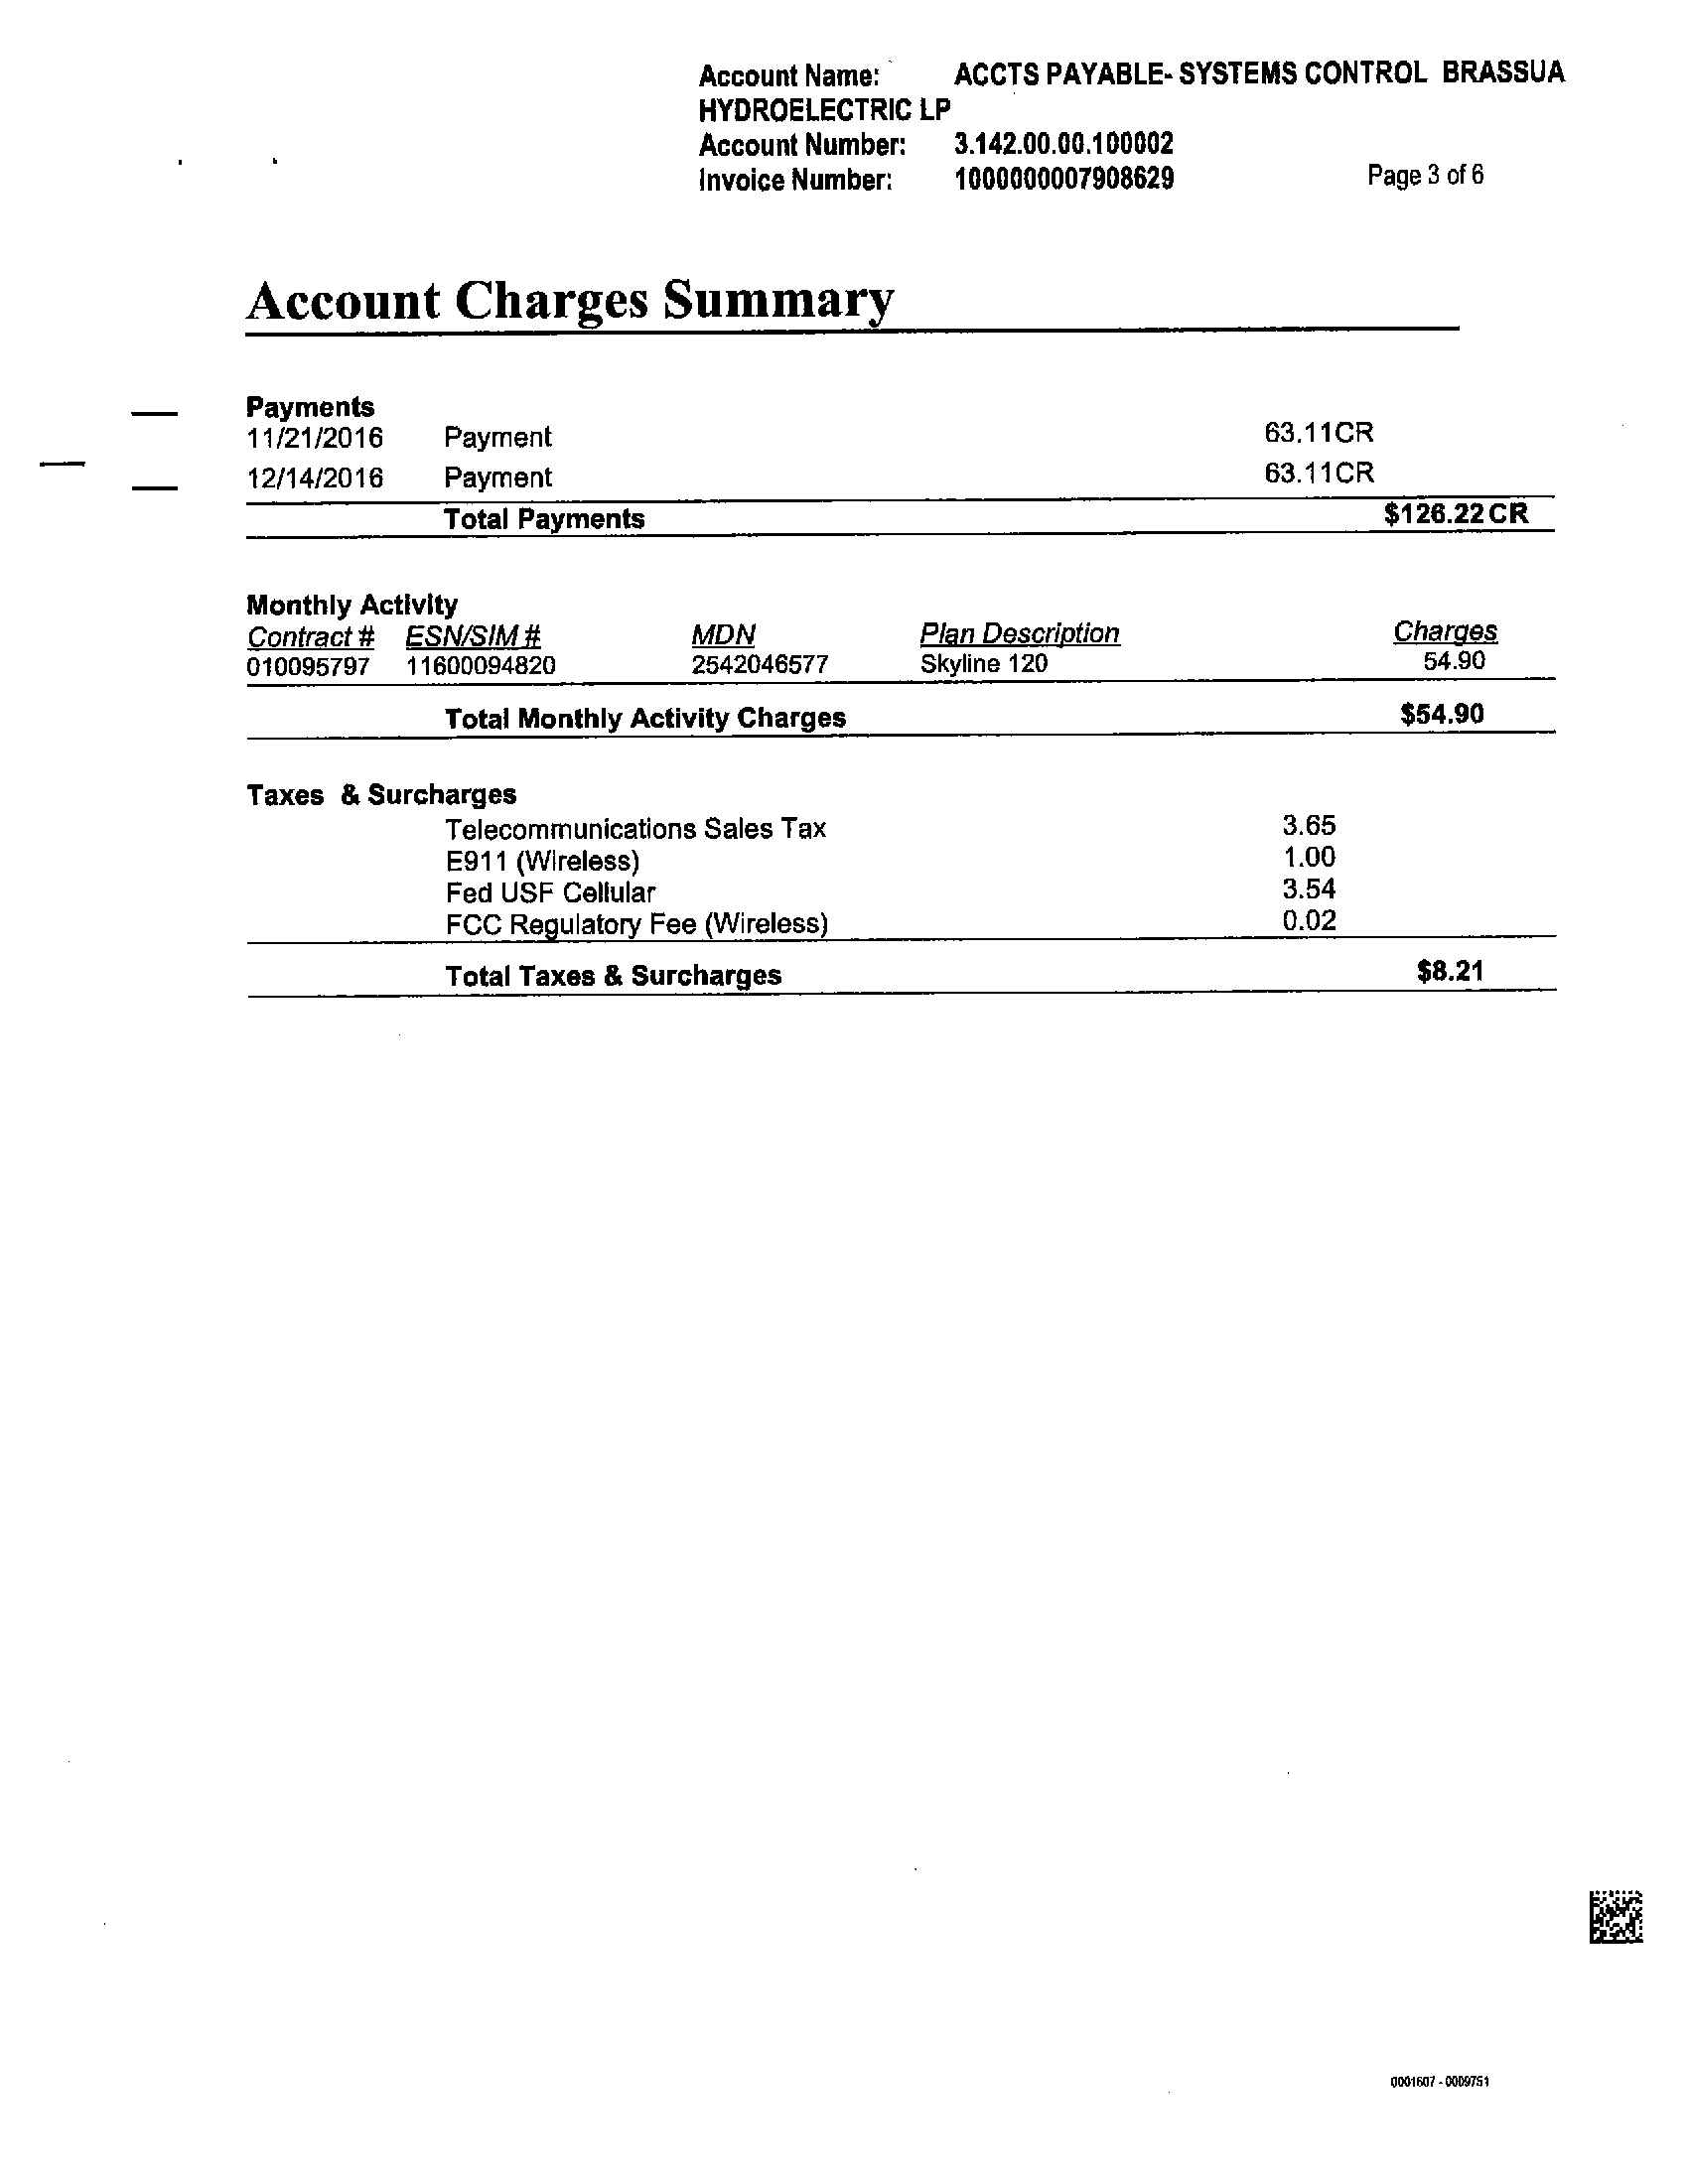 Account Name: ACCTS PAYABLE- SYSTEMS CONTROL BRASSUA
HYDROELECTRIC LP
Account Number: 3.142.00.00.100002
Invoice Number: 1000000007908629 Page 3 of 6
Account Charges Summary
Payments
11/21/2016 Payment 63.11CR
12/14/2016 Payment 63.11CR
Total Payments $126.22 CR
Monthly Activity
Contract # ESN/SIM # MDN Plan Description Charges
010095797 11600094820 2542046577 Skyline 120 54.90
Total Monthly Activity Charges $54.90
Taxes & Surcharges
Telecommunications Sales Tax 3.65
E911 (Wireless) 1.00
Fed USF Cellular 3.54
FCC Regulatory Fee (Wireless) 0.02
Total Taxes & Surcharges $8.21
0001607 - 0009751